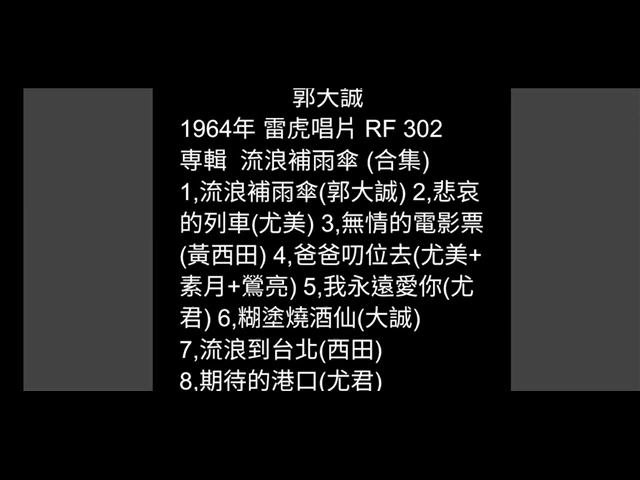 郭大誠
1964年 雷虎唱片 RF 302
專輯 流浪補雨傘 (合集)
1,流浪補雨傘(郭大誠) 2,悲哀
的列車(尤美) 3,無情的電影票
(黃西田) 4,爸爸叨位去(尤美+
素月+鶯亮) 5,我永遠愛你(尤
君) 6,糊塗燒酒仙(大誠)
7,流浪到台北(西田)
8,期待的港口(尤君)